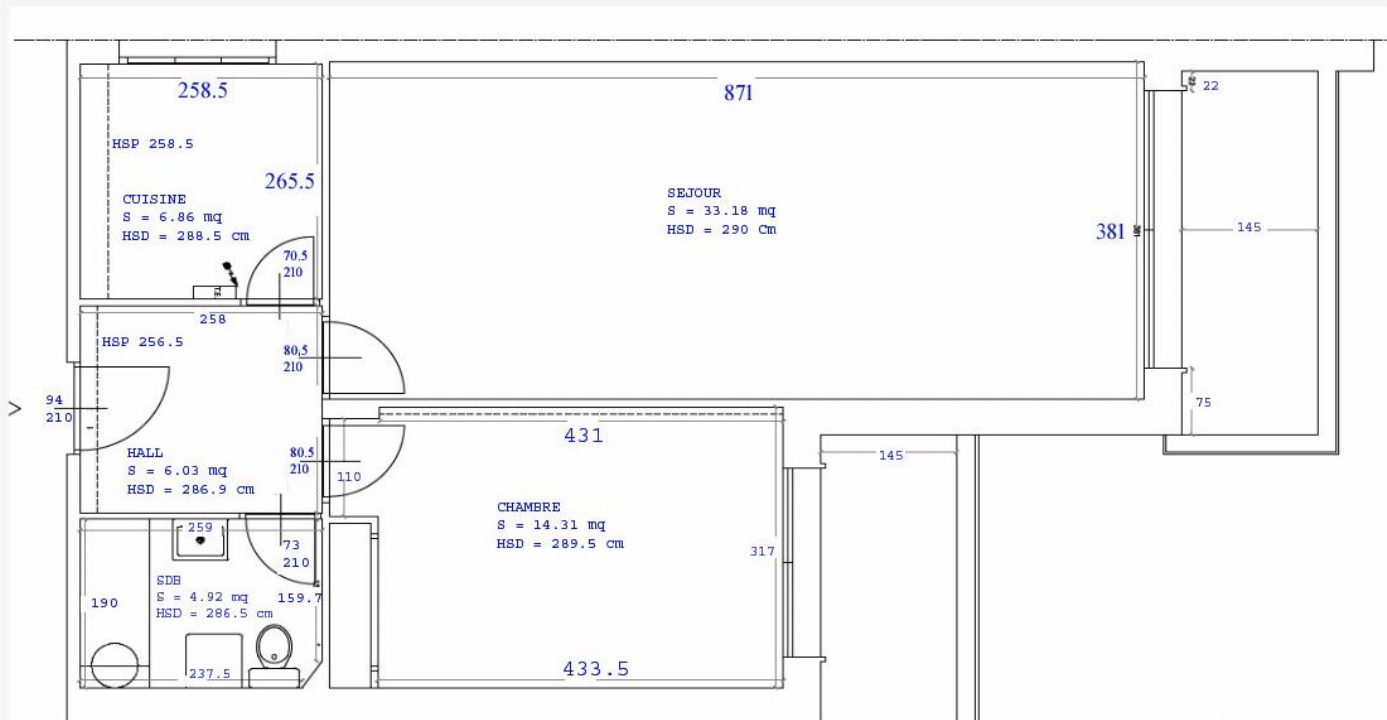 258.5
HSP 258.5
265.5
CUISINE
S = 6.86 mq
HSD = 288.5 cm
70.5
210
258
HSP 256.5
80.5
210
94
210
HALL
S = 6.03 mq
HSD = 286.9 cm
80.5
210
110
259
73
210
SDB
S = 4.92 mq
HSD = 286.5 cm
159.7
190
237.5
871
SEJOUR
S = 33.18 mq
HSD = 290 Cm
381
381
22
145
75
431
CHAMBRE
S = 14.31 mq
HSD = 289.5 cm
317
433.5
145